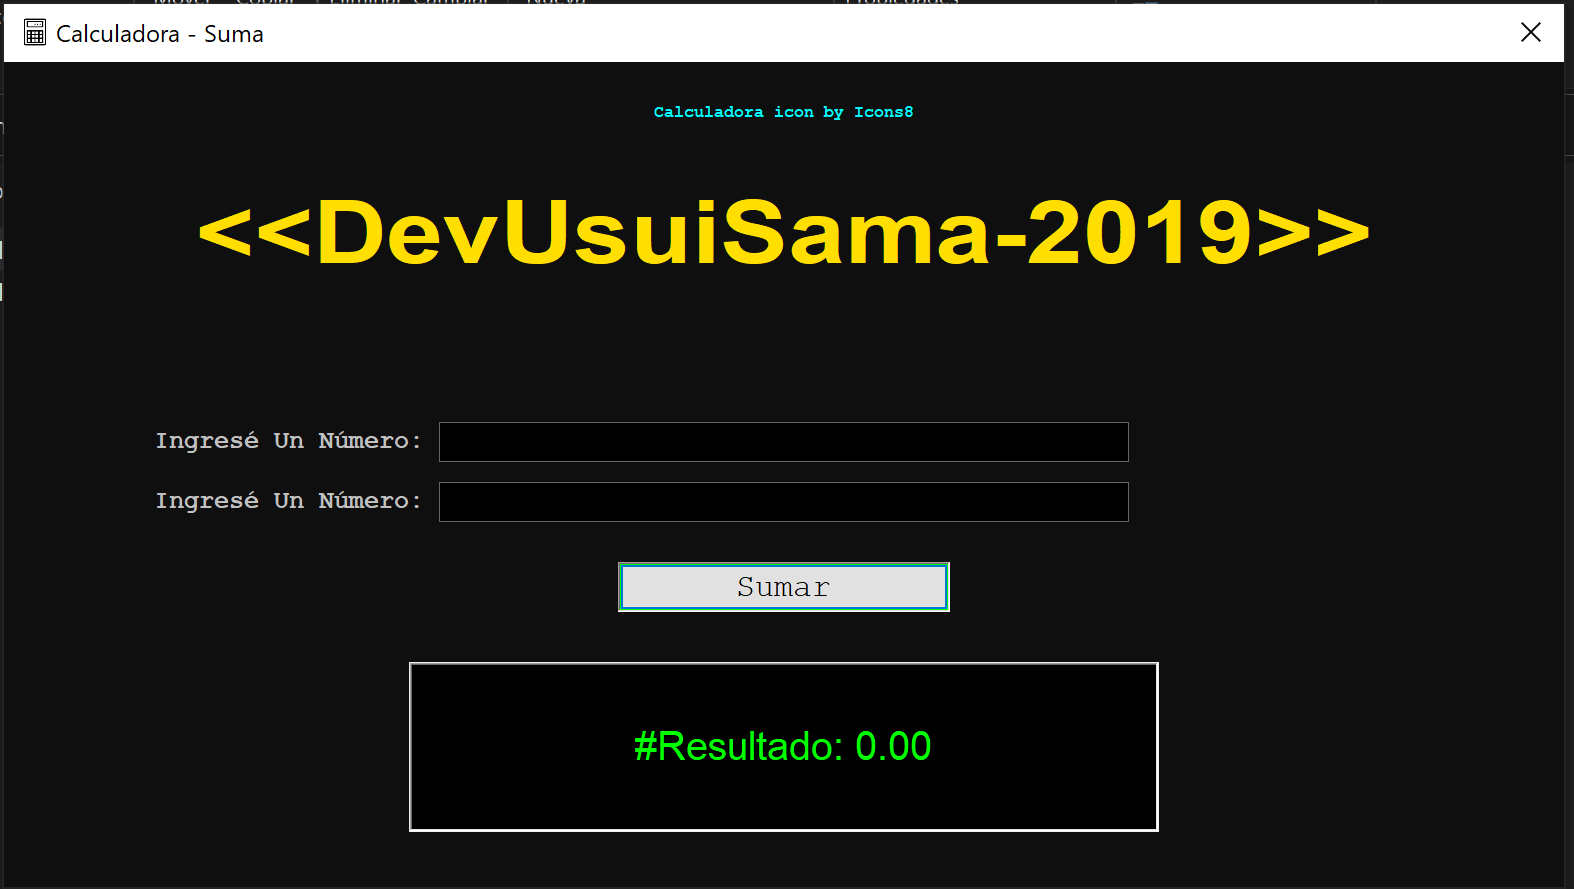 Calculadora - Suma
Calculadora icon by Icons8
<<DevUsuiSama-2019>>
Ingresé Un Número:
Ingresé Un Número:
Sumar
#Resultado: 0.00